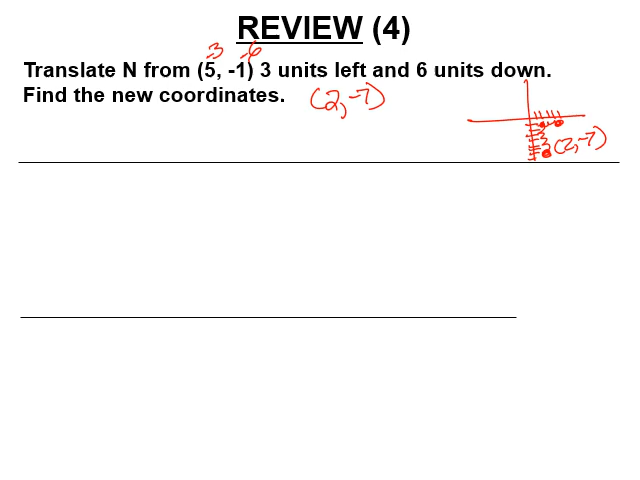 REVIEW (4)
-3 -6
Translate N from (5, -1) 3 units left and 6 units down.
Find the new coordinates. (2, -7)
(2, -7)